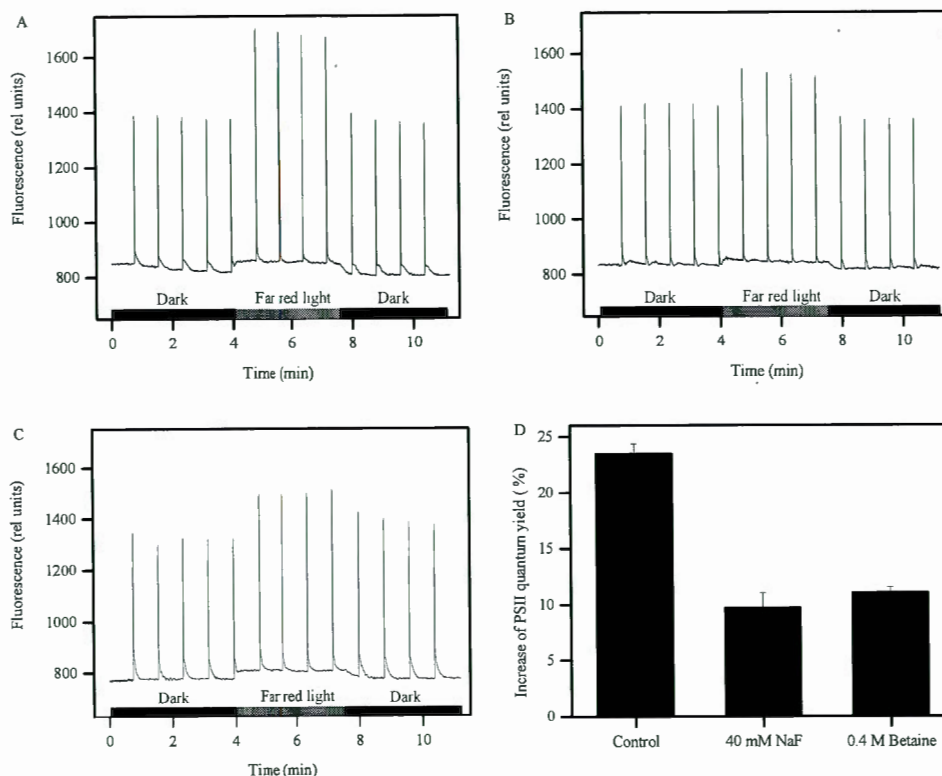 A
Fluorescence (rel units)
1600
1400
1200
1000
800
Dark
Far red light
Dark
0 2 4 6 8 10
Time (min)
B
Fluorescence (rel units)
1600
1400
1200
1000
800
Dark
Far red light
Dark
0 2 4 6 8 10
Time (min)
C
Fluorescence (rel units)
1600
1400
1200
1000
800
Dark
Far red light
Dark
0 2 4 6 8 10
Time (min)
D
Increase of PSII quantum yield (%)
25
20
15
10
5
0
Control
40 mM NaF
0.4 M Betaine